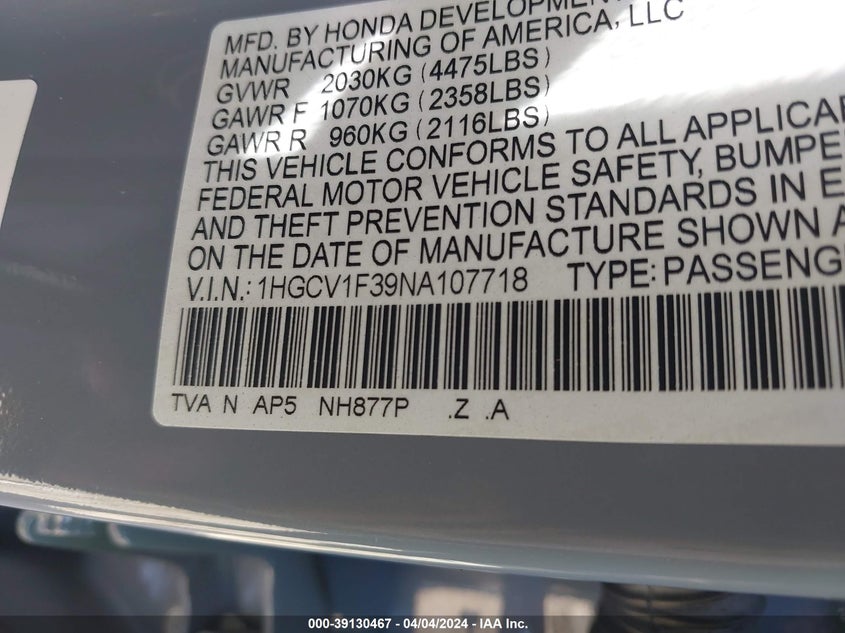 MFD. BY HONDA DEVELOPMENT
MANUFACTURING OF AMERICA, LLC
GVWR 2030KG (4475LBS)
GAWR F 1070KG (2358LBS)
GAWR R 960KG (2116LBS)
THIS VEHICLE CONFORMS TO ALL APPLICAB
FEDERAL MOTOR VEHICLE SAFETY, BUMPE
AND THEFT PREVENTION STANDARDS IN E
ON THE DATE OF MANUFACTURE SHOWN A
V.I.N.: 1HGCV1F39NA107718 TYPE: PASSENG
TVA N AP5 NH877P .Z .A
000-39130467 - 04/04/2024 - IAA Inc.